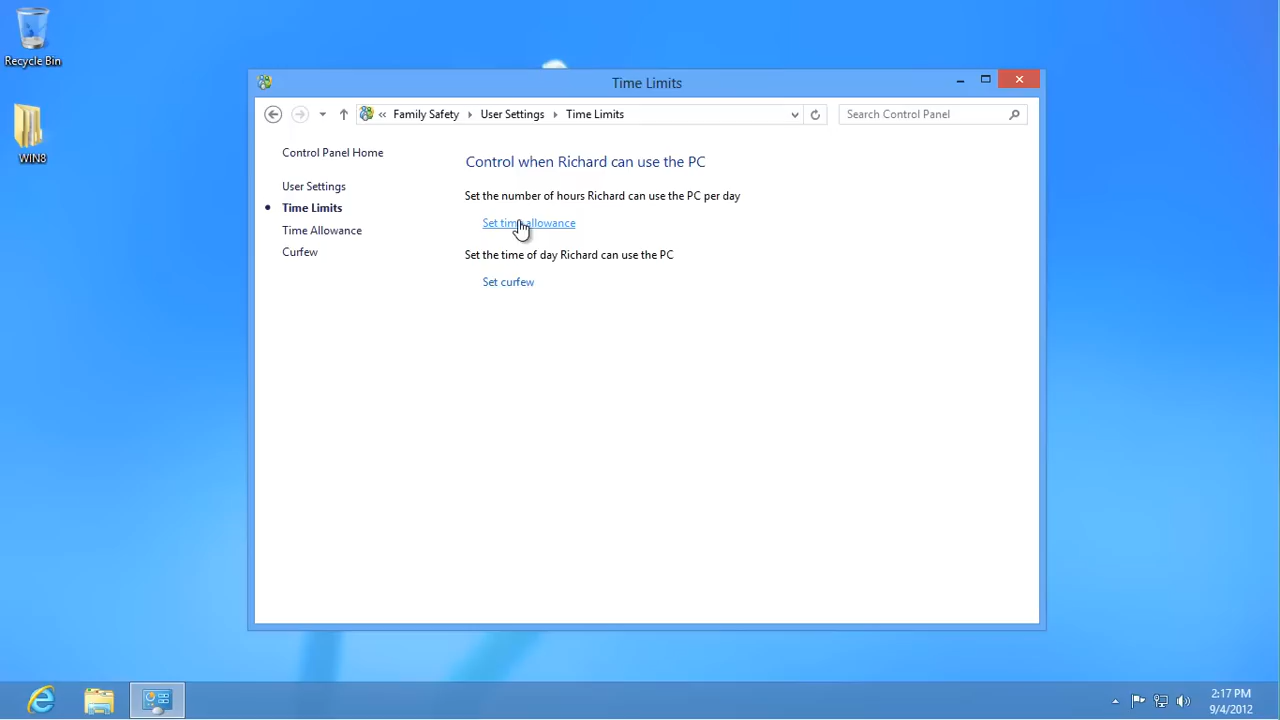 Recycle Bin
WIN8
Time Limits
« Family Safety User Settings Time Limits
Search Control Panel
Control Panel Home
User Settings
Time Limits
Time Allowance
Curfew
Control when Richard can use the PC
Set the number of hours Richard can use the PC per day
Set time allowance
Set the time of day Richard can use the PC
Set curfew
2:17 PM
9/4/2012